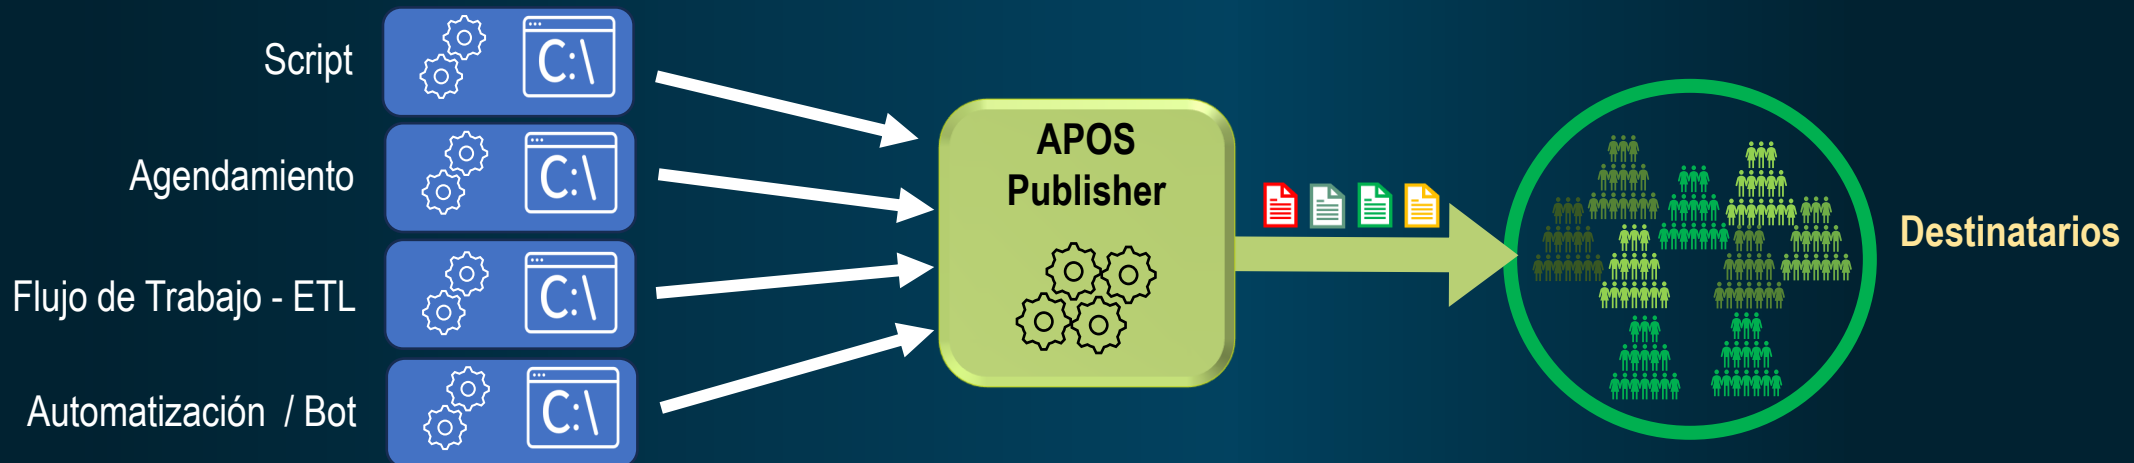 Script
C:\
Agendamiento
C:\
Flujo de Trabajo - ETL
C:\
Automatización / Bot
C:\
APOS
Publisher
Destinatarios